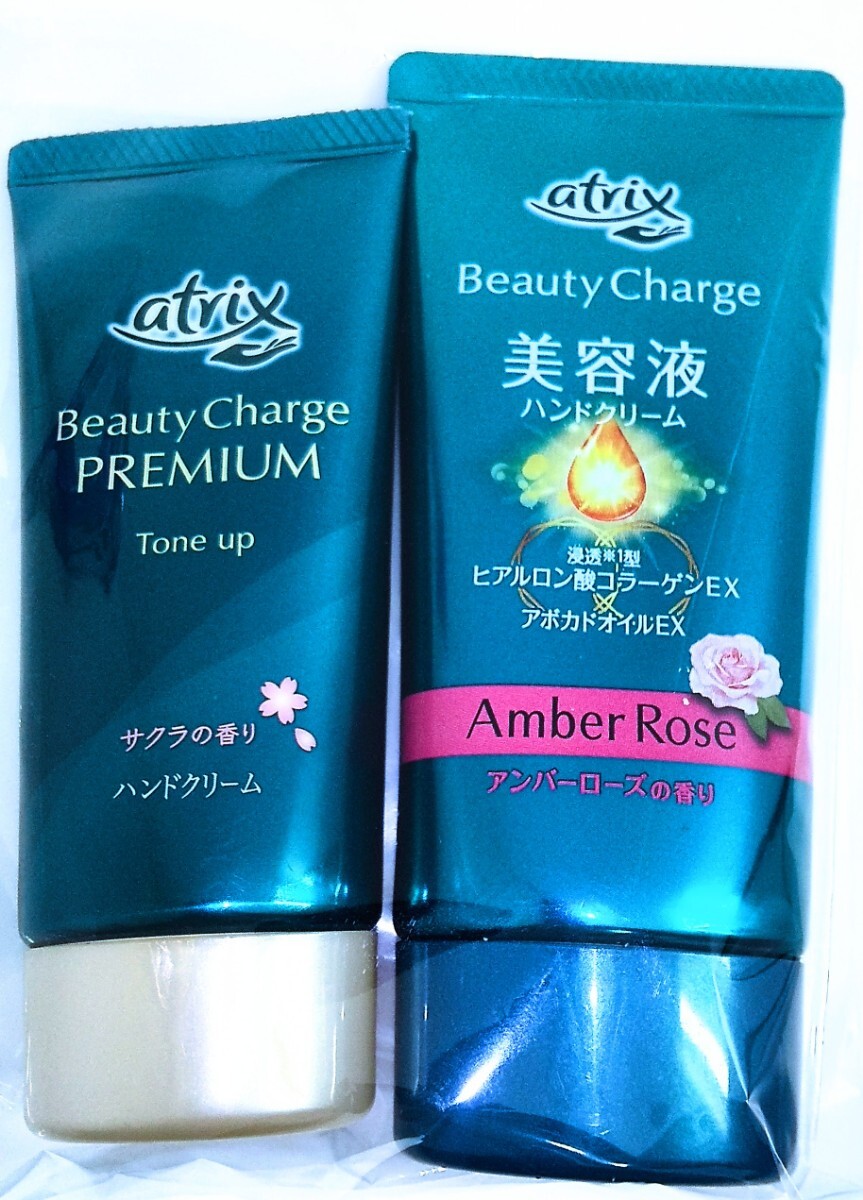 atrix
Beauty Charge
PREMIUM
Tone up
サクラの香り
ハンドクリーム
atrix
Beauty Charge
美容液
ハンドクリーム
浸透※1型
ヒアルロン酸コラーゲンEX
アボカドオイルEX
Amber Rose
アンバーローズの香り